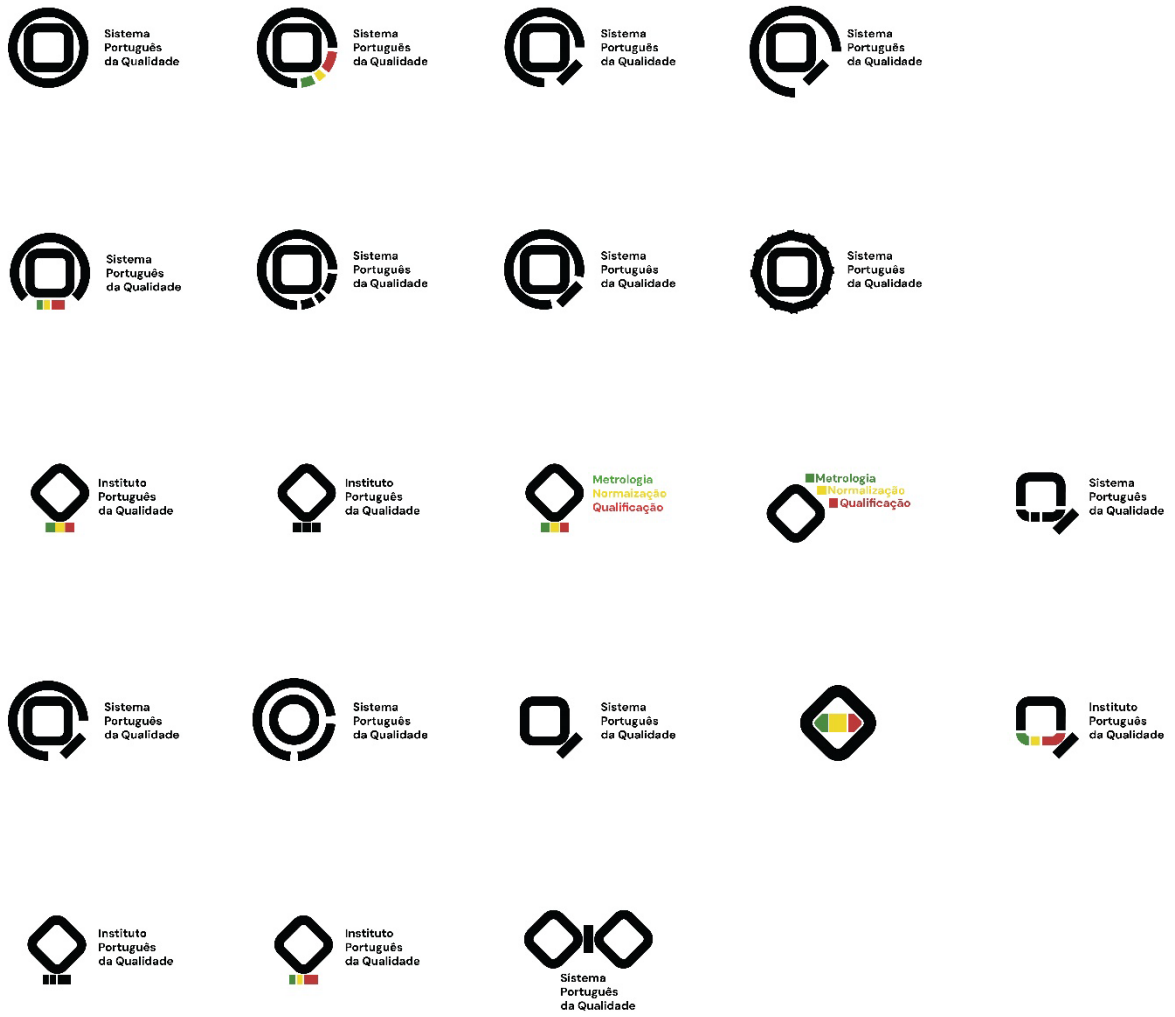 Sistema
Português
da Qualidade
Sistema
Português
da Qualidade
Sistema
Português
da Qualidade
Sistema
Português
da Qualidade
Sistema
Português
da Qualidade
Sistema
Português
da Qualidade
Sistema
Português
da Qualidade
Sistema
Português
da Qualidade
Instituto
Português
da Qualidade
Instituto
Português
da Qualidade
Metrologia
Normaização
Qualificação
Metrologia
Normalização
Qualificação
Sistema
Português
da Qualidade
Sistema
Português
da Qualidade
Sistema
Português
da Qualidade
Sistema
Português
da Qualidade
Instituto
Português
da Qualidade
Instituto
Português
da Qualidade
Instituto
Português
da Qualidade
Sistema
Português
da Qualidade